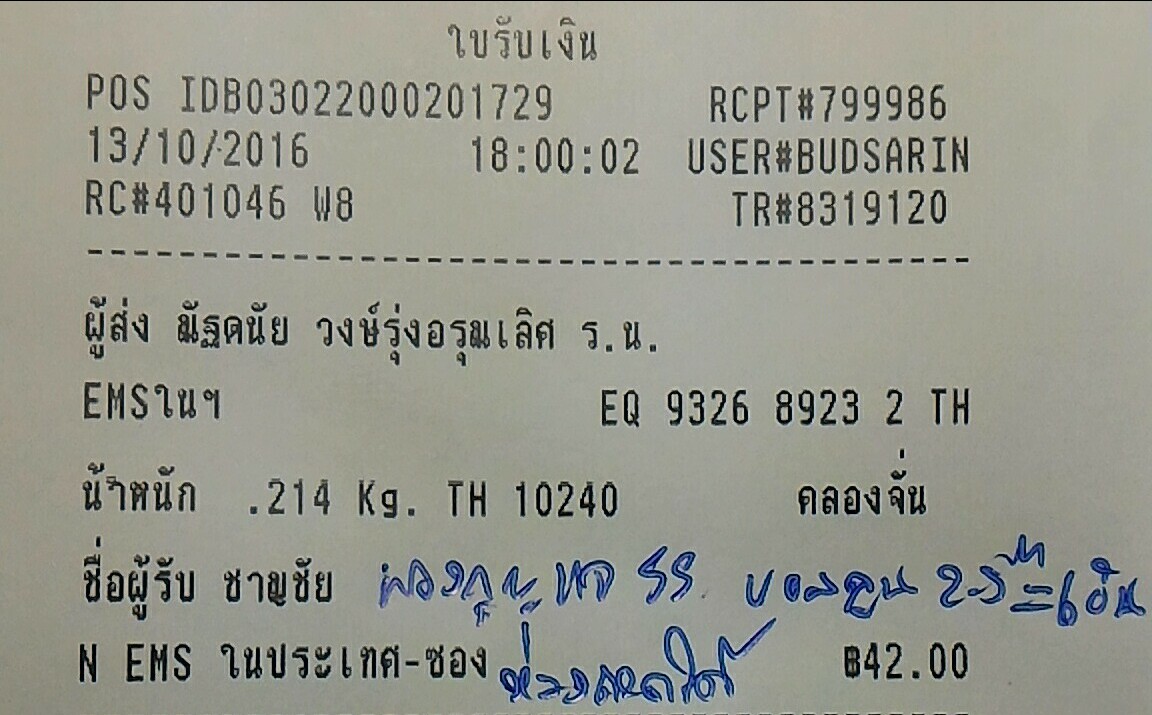 ใบรับเงิน
POS IDB03022000201729 RCPT#799986
13/10/2016 18:00:02 USER#BUDSARIN
RC#401046 W8 TR#8319120
ผู้ส่ง ณัฐดนัย วงษ์รุ่งอรุณเลิศ ร.น.
EMSในฯ EQ 9326 8923 2 TH
น้ำหนัก .214 Kg. TH 10240 คลองจั่น
ชื่อผู้รับ ชาญชัย
N EMS ในประเทศ-ซอง ฿42.00